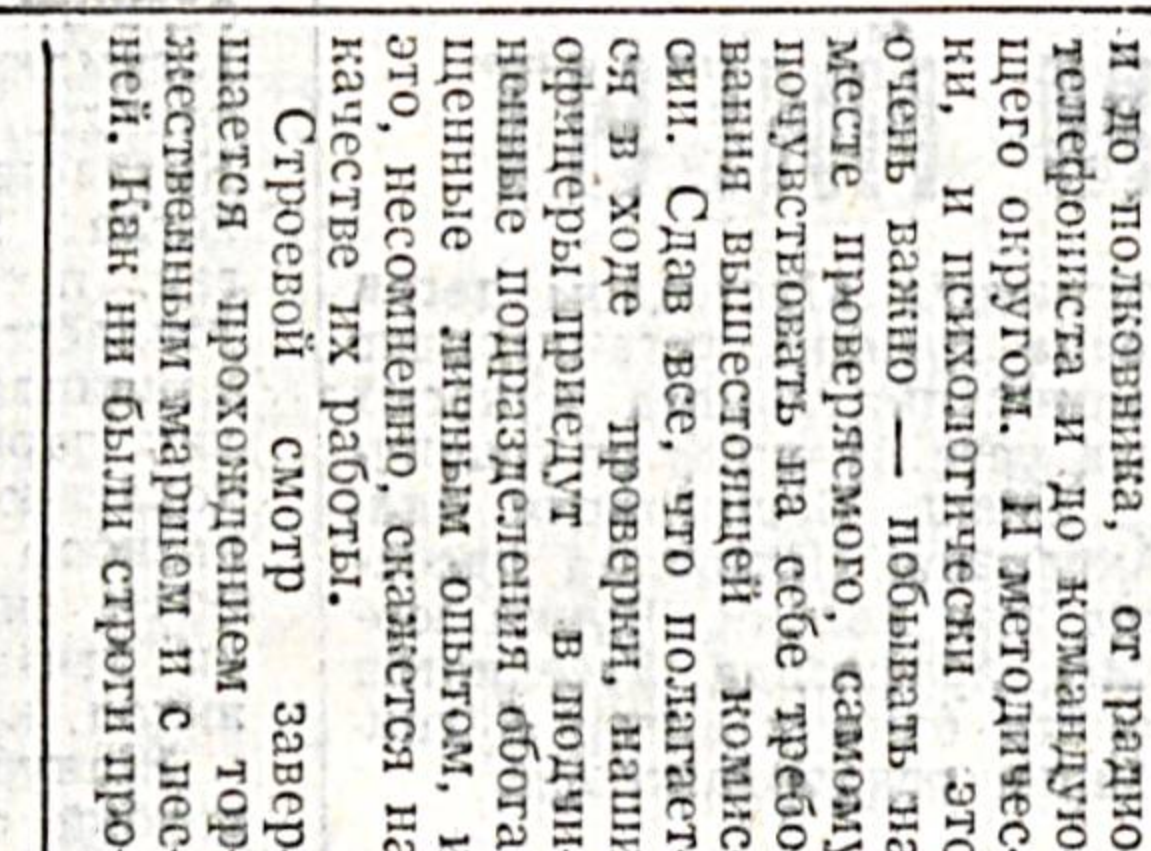 и до полковника, от радио
телефониста и до командую
щего округом. И методичес-
ки, и психологически это
очень важно — побывать на
месте проверяемого, самому
почувствовать на себе требо
вания вышестоящей комис
сии. Сдав все, что полагает
ся в ходе проверки, наши
офицеры приедут в подчи-
ненные подразделения обога
щенные личным опытом, и
это, несомненно, скажется на
качестве их работы.
Строевой смотр завер
шается прохождением тор
жественным маршем и с пес-
ней. Как ни были строги про-